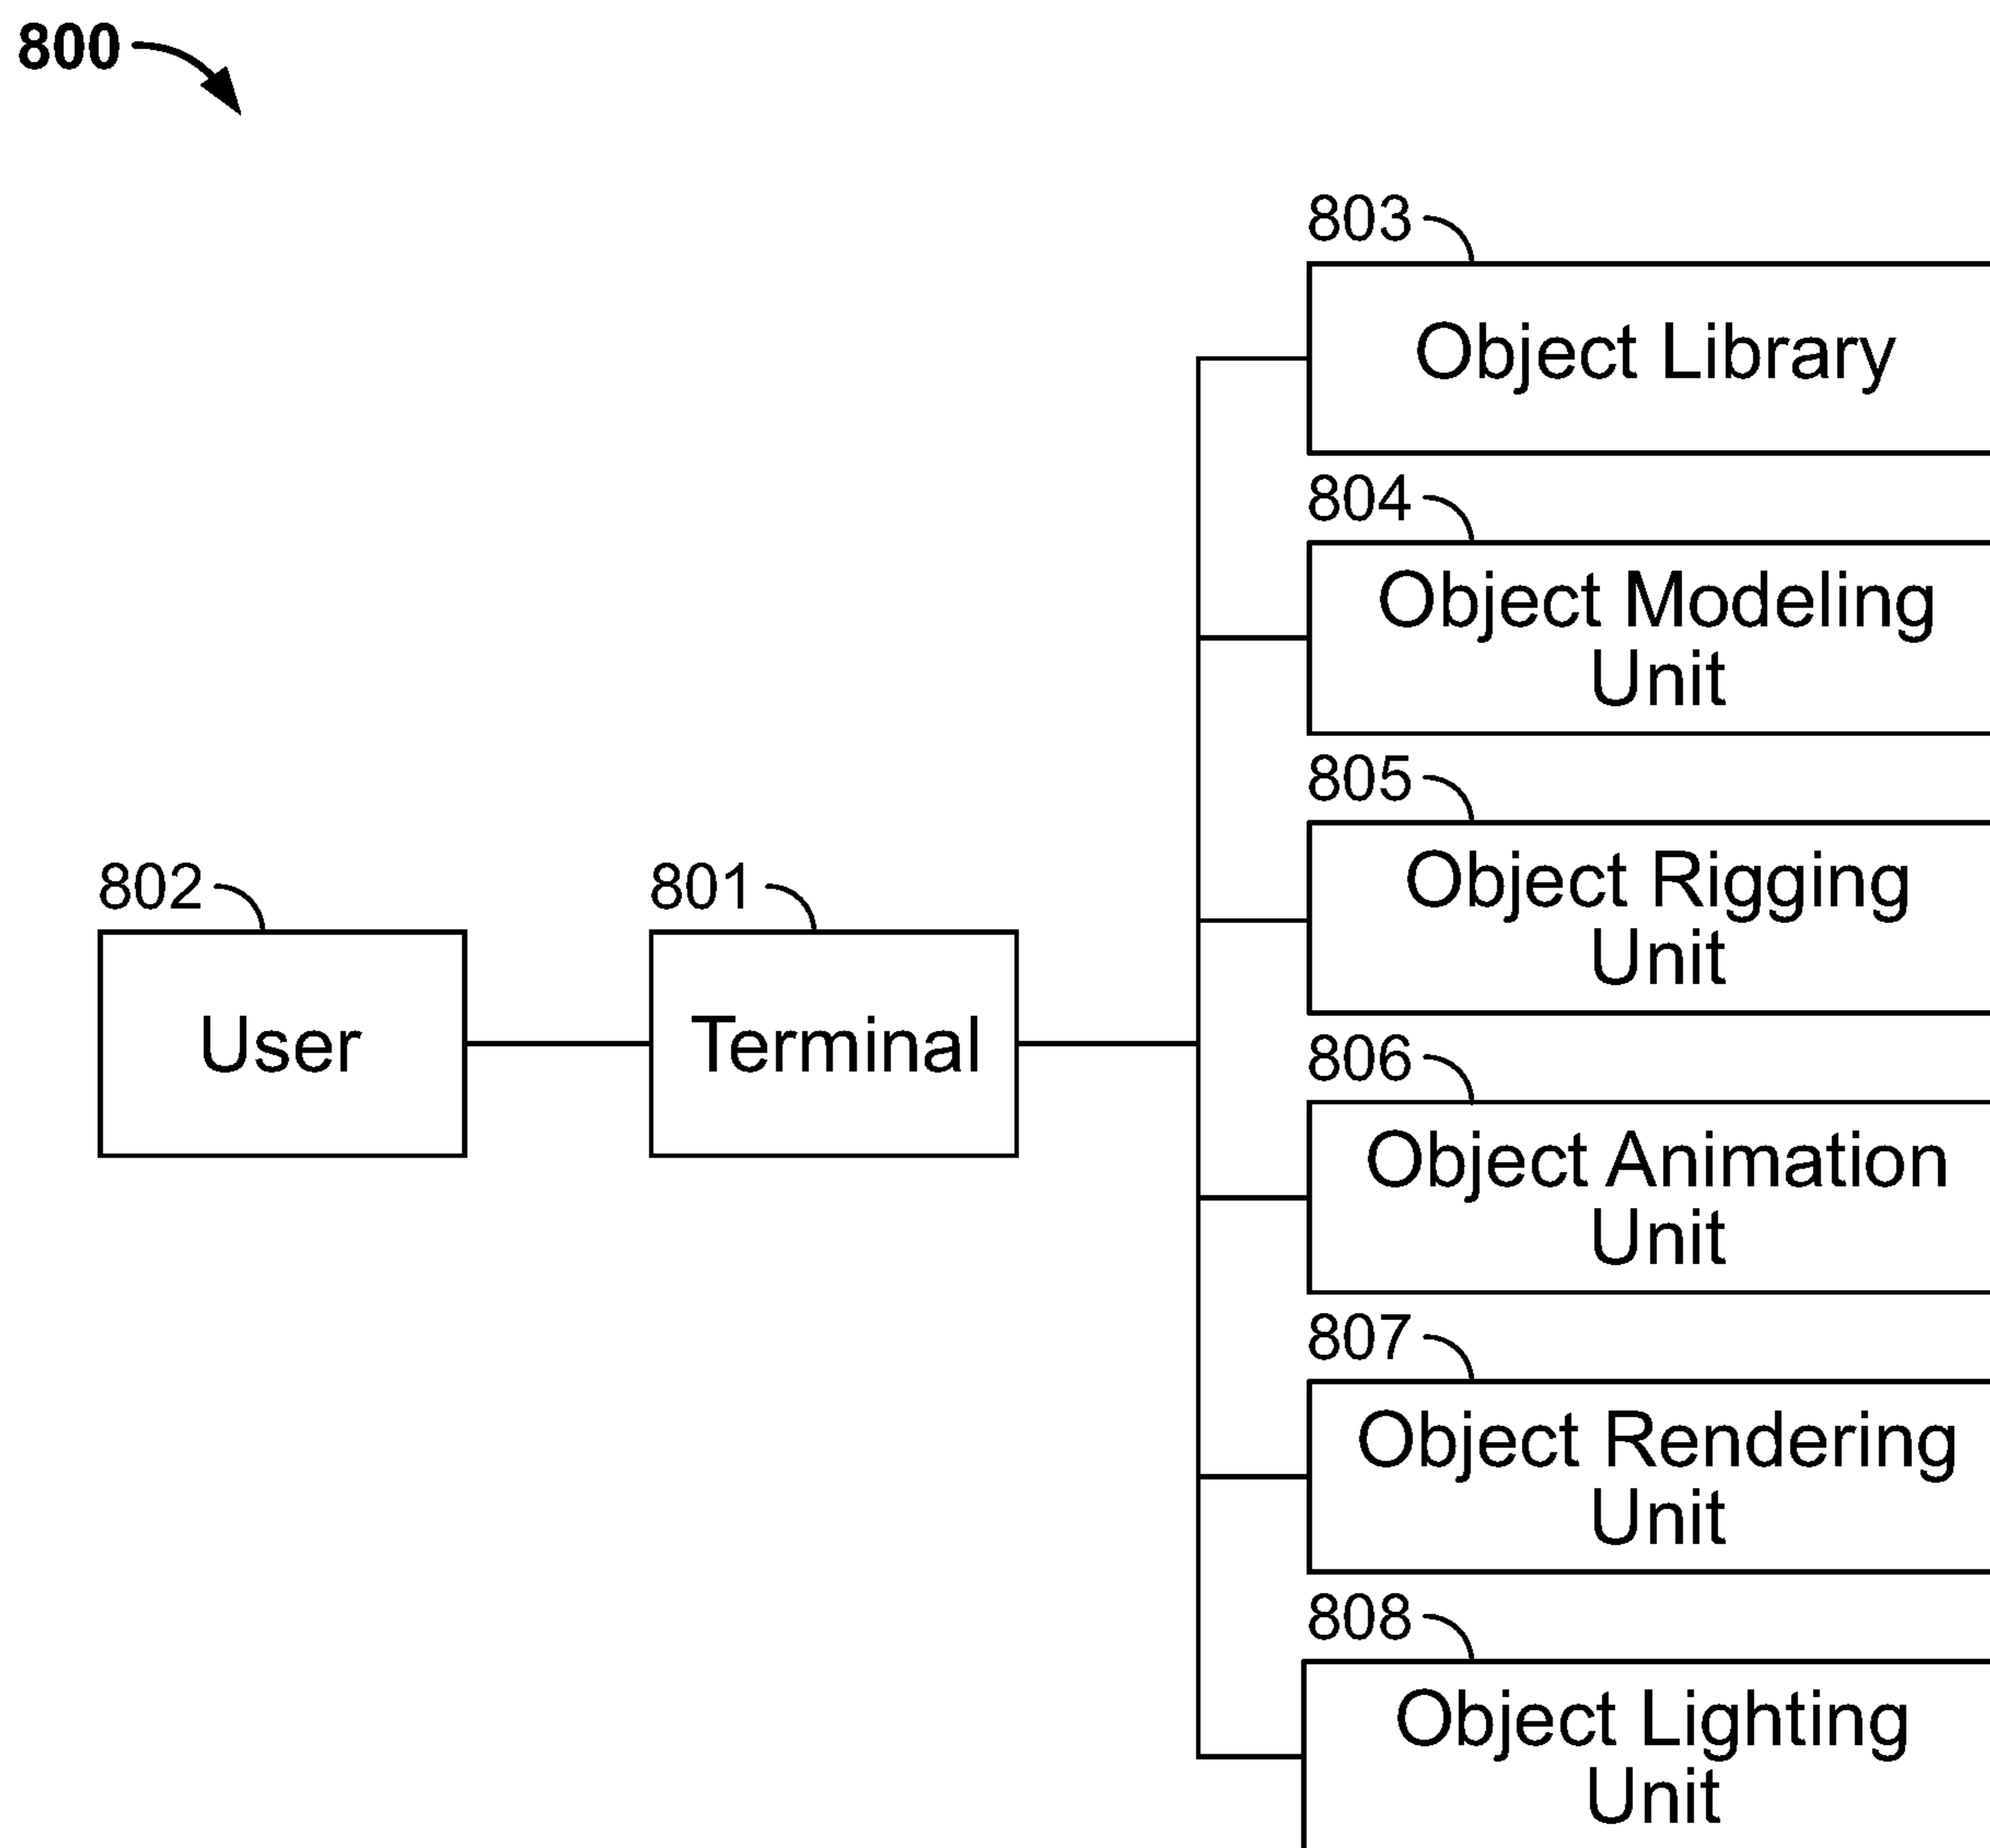 800
803
Object Library
804
Object Modeling
Unit
805
Object Rigging
Unit
802
User
801
Terminal
806
Object Animation
Unit
807
Object Rendering
Unit
808
Object Lighting
Unit